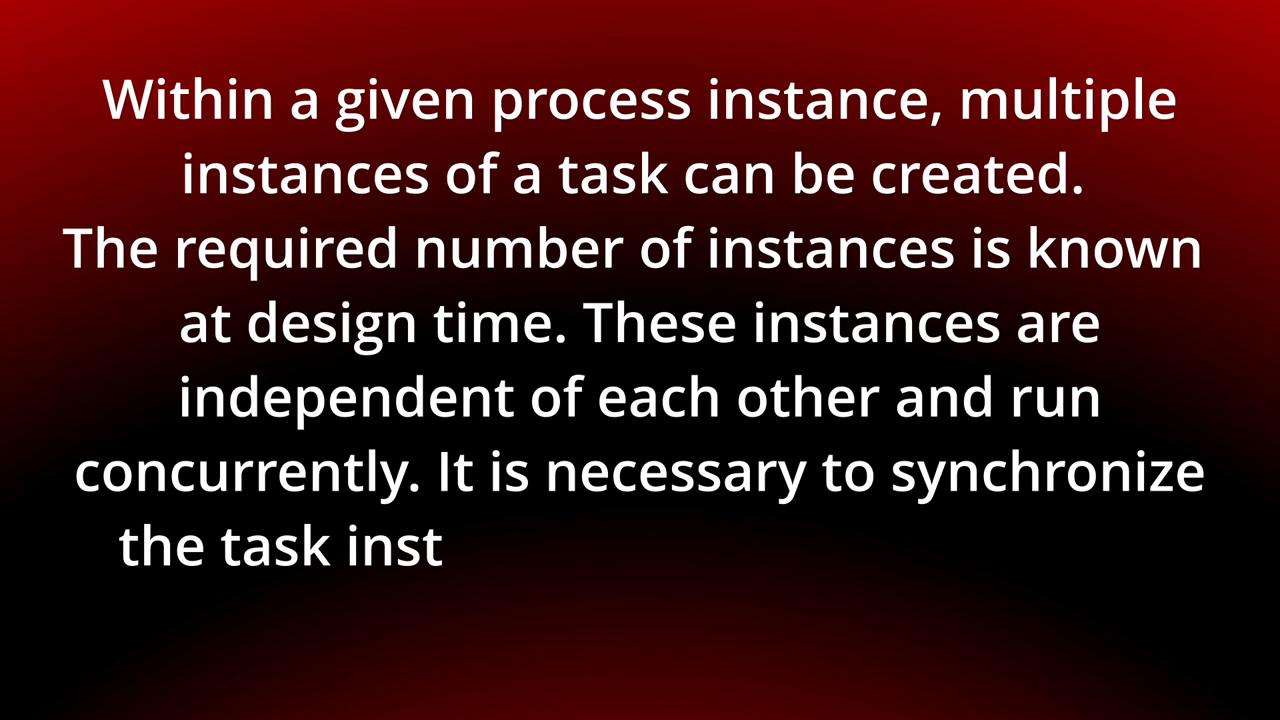 Within a given process instance, multiple
instances of a task can be created.
The required number of instances is known
at design time. These instances are
independent of each other and run
concurrently. It is necessary to synchronize
the task inst